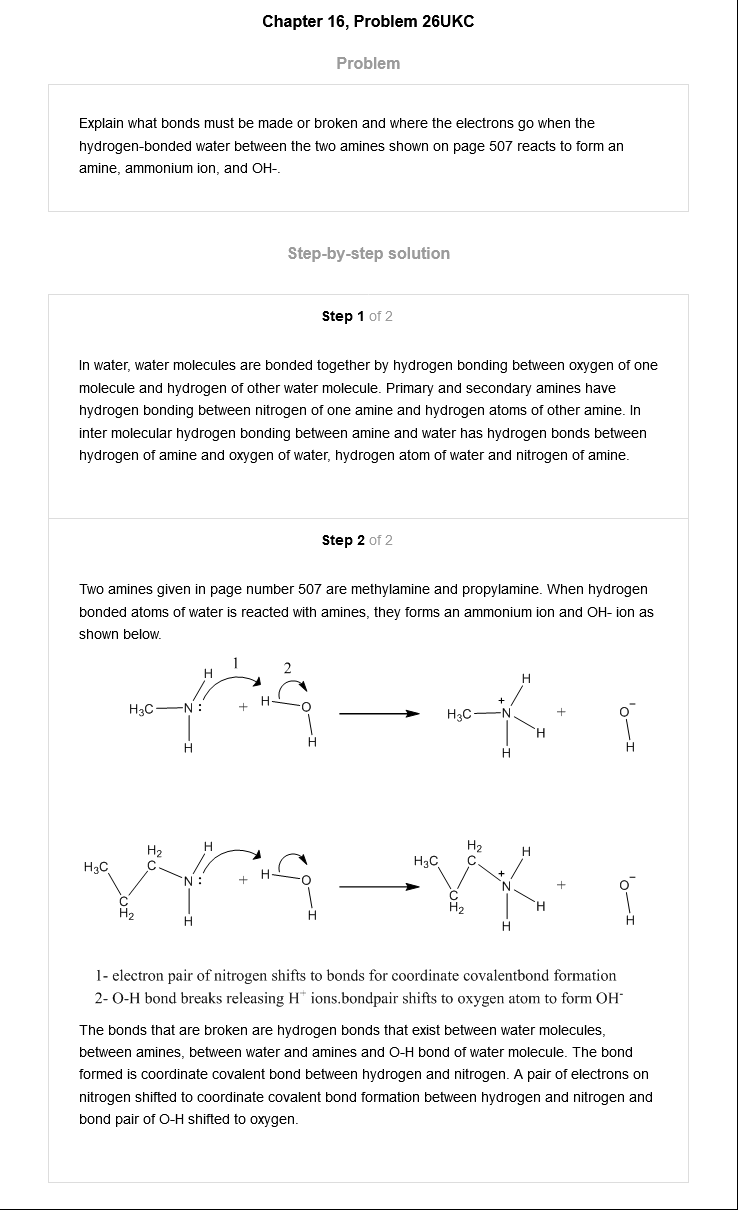 Chapter 16, Problem 26UKC
Problem
Explain what bonds must be made or broken and where the electrons go when the
hydrogen-bonded water between the two amines shown on page 507 reacts to form an
amine, ammonium ion, and OH-.
Step-by-step solution
Step 1 of 2
In water, water molecules are bonded together by hydrogen bonding between oxygen of one
molecule and hydrogen of other water molecule. Primary and secondary amines have
hydrogen bonding between nitrogen of one amine and hydrogen atoms of other amine. In
inter molecular hydrogen bonding between amine and water has hydrogen bonds between
hydrogen of amine and oxygen of water, hydrogen atom of water and nitrogen of amine.
Step 2 of 2
Two amines given in page number 507 are methylamine and propylamine. When hydrogen
bonded atoms of water is reacted with amines, they forms an ammonium ion and OH- ion as
shown below.
1 2
H H
H₃C N: + H O H₃C N⁺ + O⁻
H
H H H H
H₂ H H₂ H
H₃C C H₃C C
N: + H O N⁺ + O⁻
C C
H₂ H H H₂ H H H
1- electron pair of nitrogen shifts to bonds for coordinate covalentbond formation
2- O-H bond breaks releasing H⁺ ions.bondpair shifts to oxygen atom to form OH⁻
The bonds that are broken are hydrogen bonds that exist between water molecules,
between amines, between water and amines and O-H bond of water molecule. The bond
formed is coordinate covalent bond between hydrogen and nitrogen. A pair of electrons on
nitrogen shifted to coordinate covalent bond formation between hydrogen and nitrogen and
bond pair of O-H shifted to oxygen.